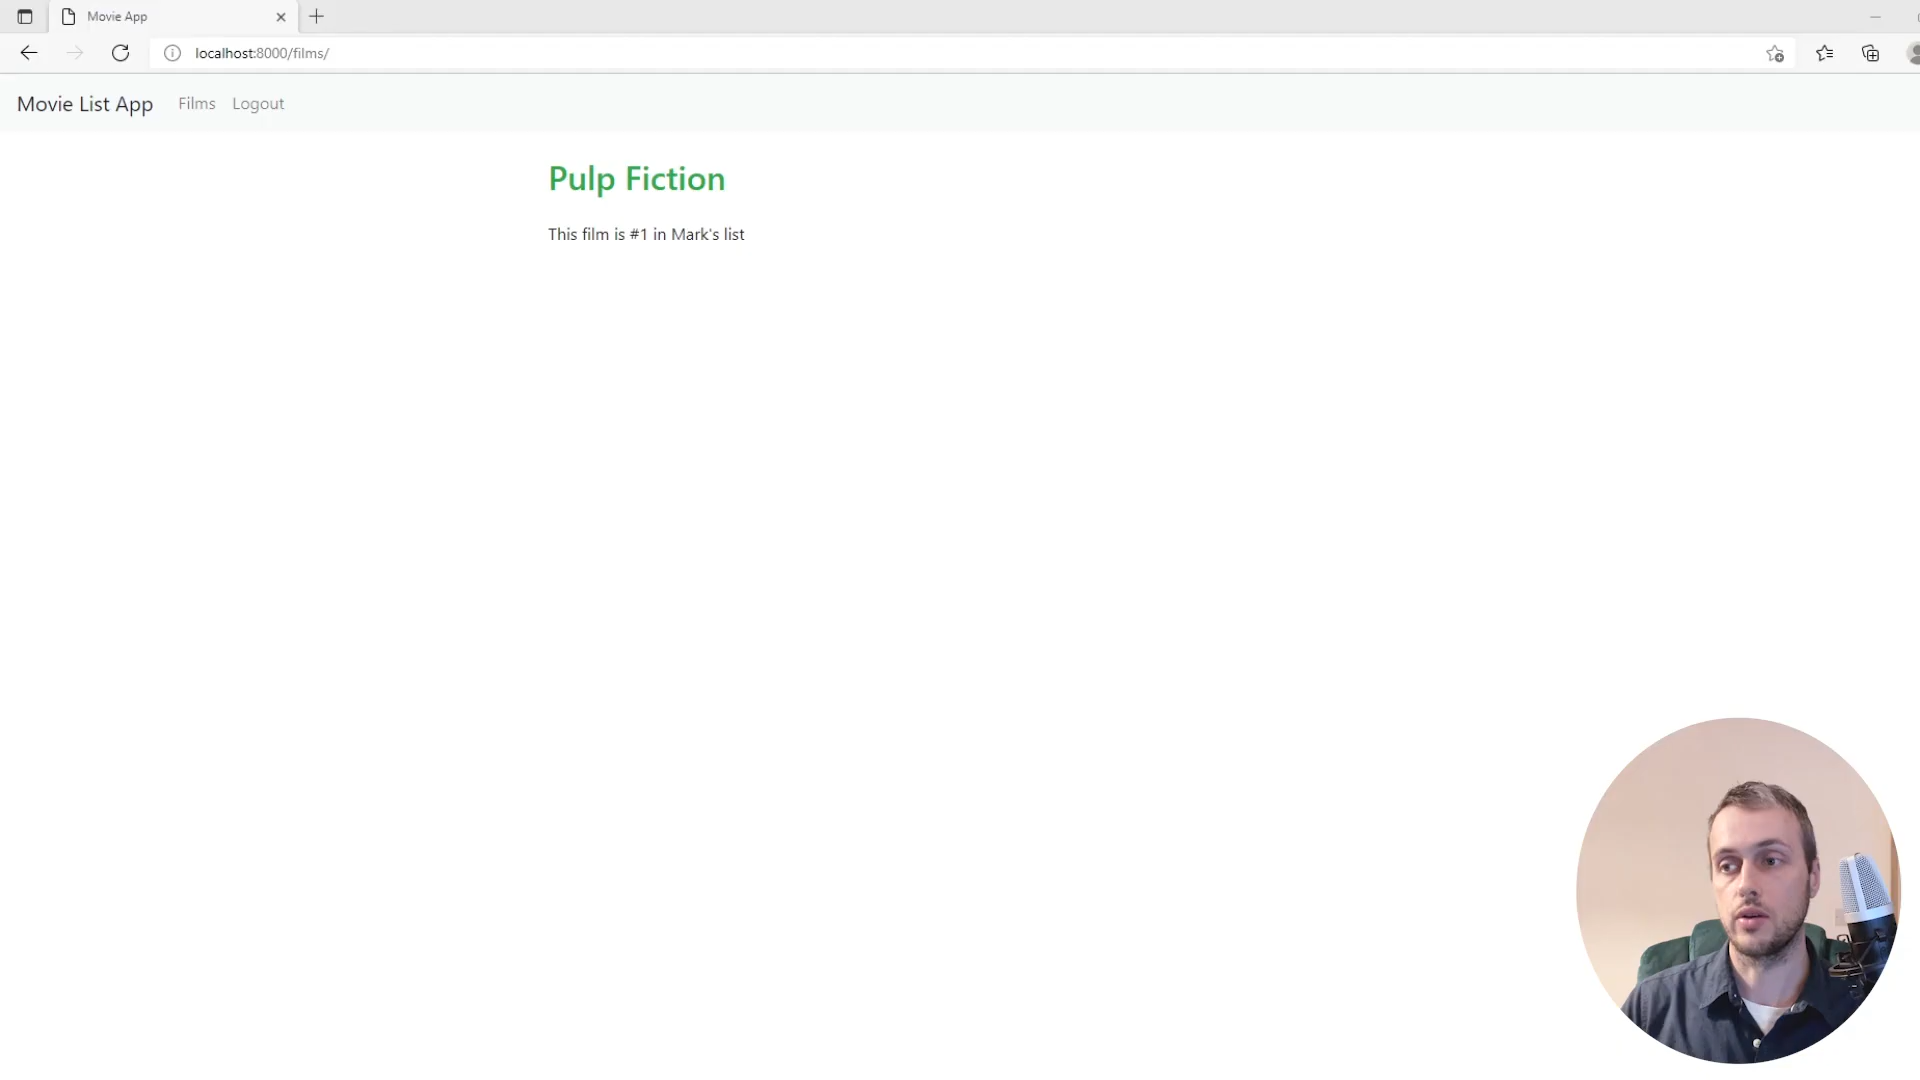 Movie App
localhost:8000/films/
Movie List App Films Logout
Pulp Fiction
This film is #1 in Mark's list